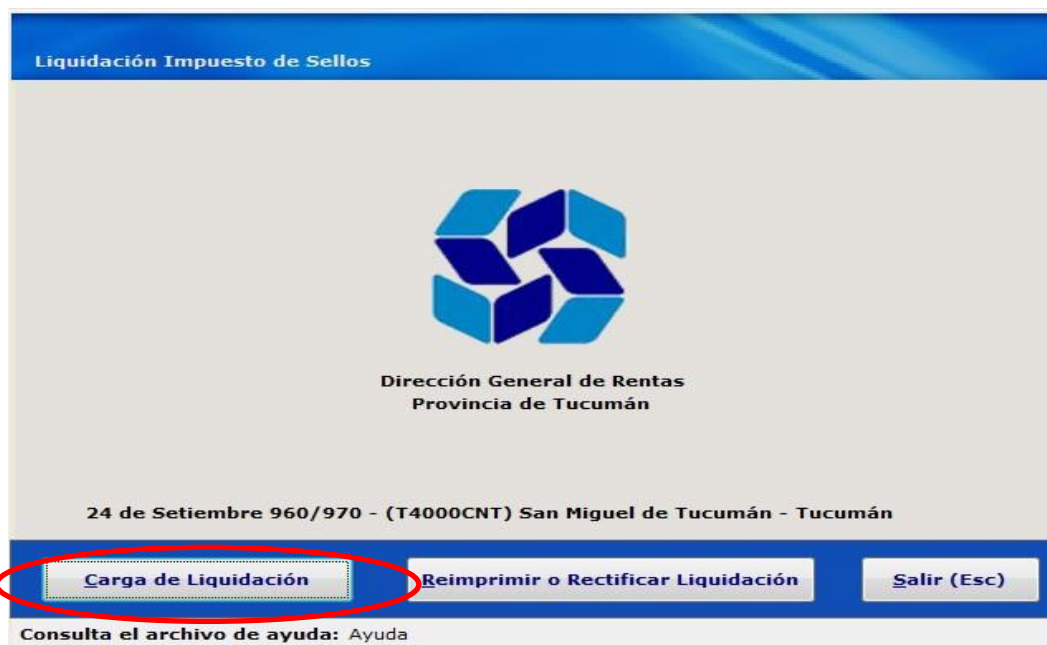 Liquidación Impuesto de Sellos
Dirección General de Rentas
Provincia de Tucumán
24 de Setiembre 960/970 - (T4000CNT) San Miguel de Tucumán - Tucumán
Carga de Liquidación
Reimprimir o Rectificar Liquidación
Salir (Esc)
Consulta el archivo de ayuda: Ayuda